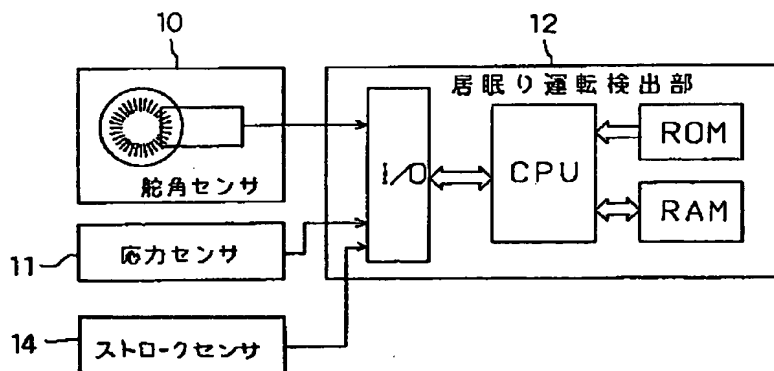 10
12
居眠り運転検出部
舵角センサ
I/O
CPU
ROM
RAM
11
応力センサ
14
ストロークセンサ